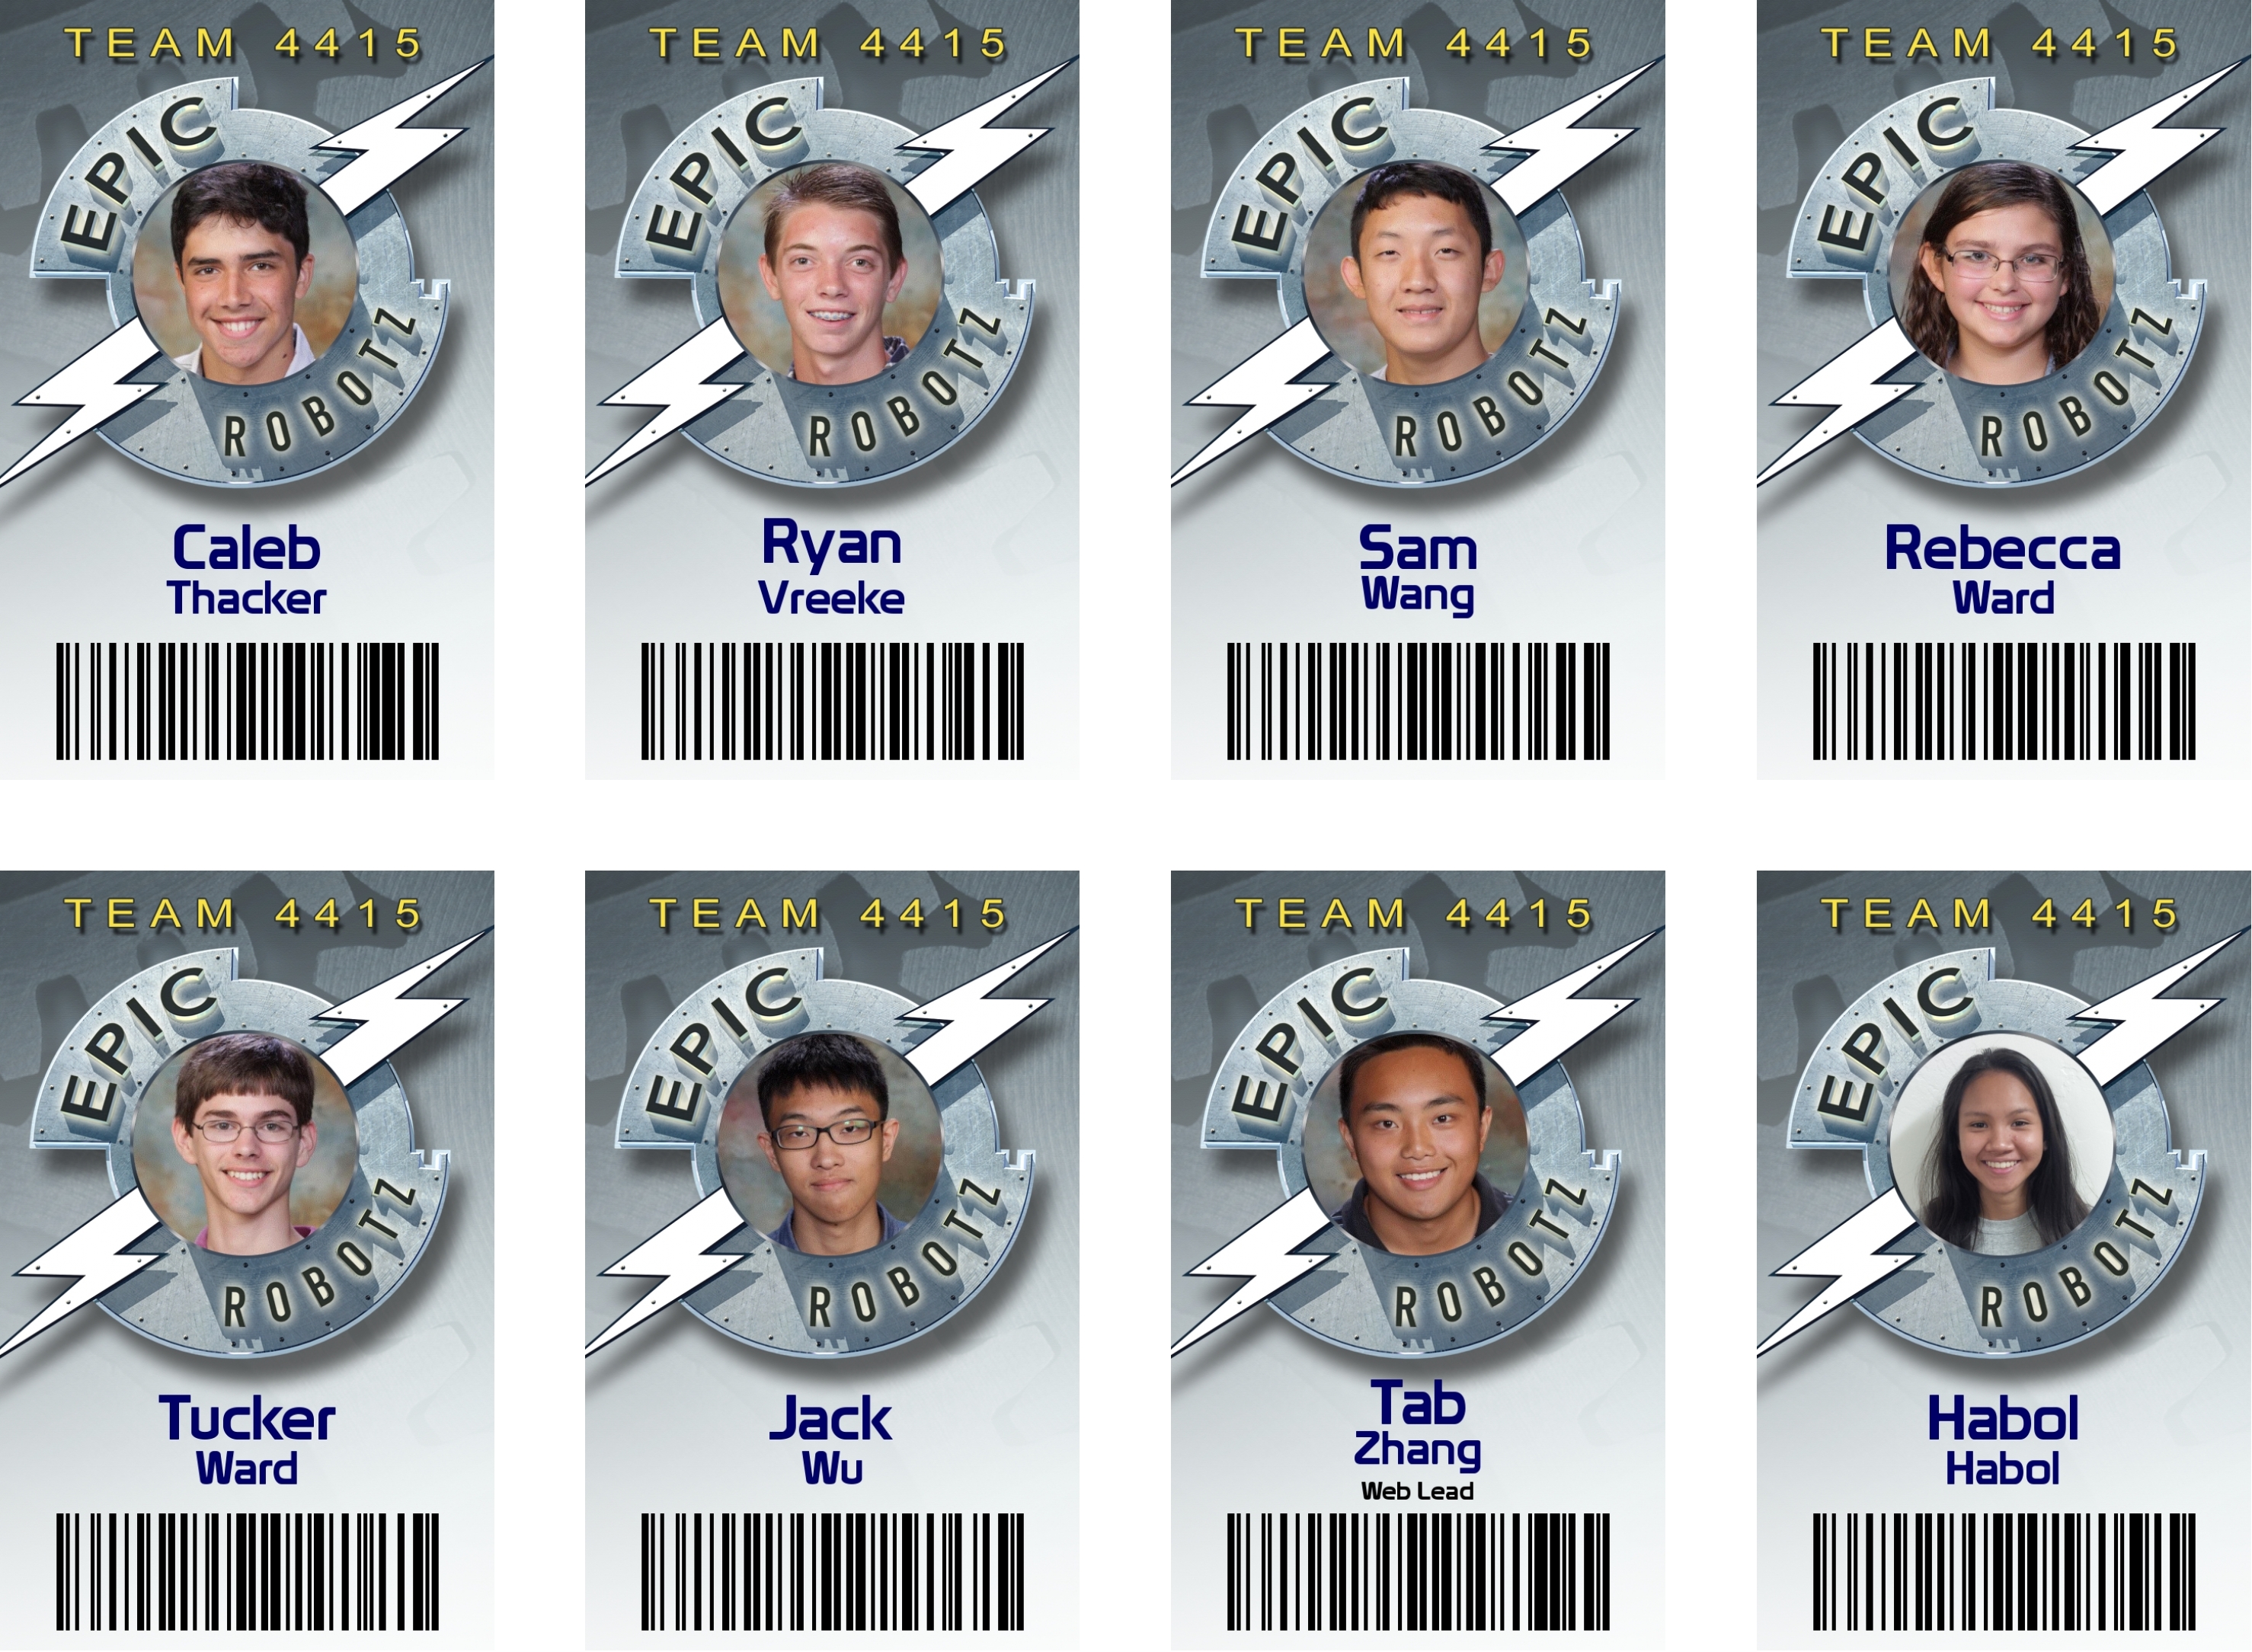 TEAM 4415
EPIC
ROBOTZ
Caleb
Thacker
TEAM 4415
EPIC
ROBOTZ
Ryan
Vreeke
TEAM 4415
EPIC
ROBOTZ
Sam
Wang
TEAM 4415
EPIC
ROBOTZ
Rebecca
Ward
TEAM 4415
EPIC
ROBOTZ
Tucker
Ward
TEAM 4415
EPIC
ROBOTZ
Jack
Wu
TEAM 4415
EPIC
ROBOTZ
Tab
Zhang
Web Lead
TEAM 4415
EPIC
ROBOTZ
Habol
Habol